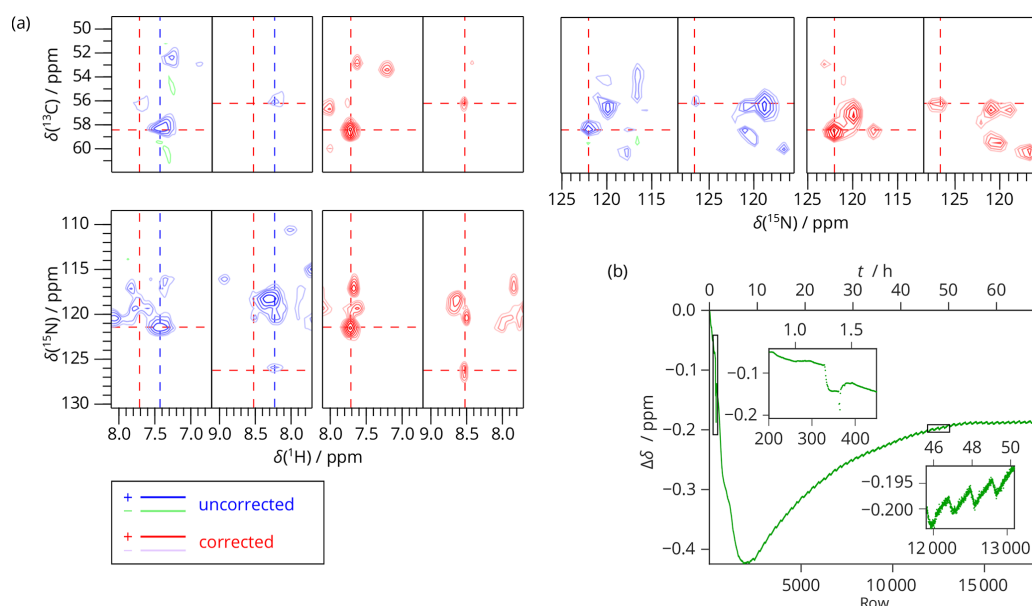 (a)
50
52
54
56
58
60
δ(¹³C) / ppm
125 120 115 125 120
125 120 115 125 120
δ(¹⁵N) / ppm
110
115
120
125
130
δ(¹⁵N) / ppm
8.0 7.5 7.0 9.0 8.5 8.0
8.0 7.5 7.0 9.0 8.5 8.0
δ(¹H) / ppm
+ uncorrected
−
+ corrected
−
(b)
t / h
0 10 20 30 40 50 60
0.0
−0.1
−0.2
−0.3
−0.4
Δδ / ppm
1.0 1.5
−0.1
−0.2
200 300 400
46 48 50
−0.195
−0.200
12 000 13 000
5000 10 000 15 000
Row